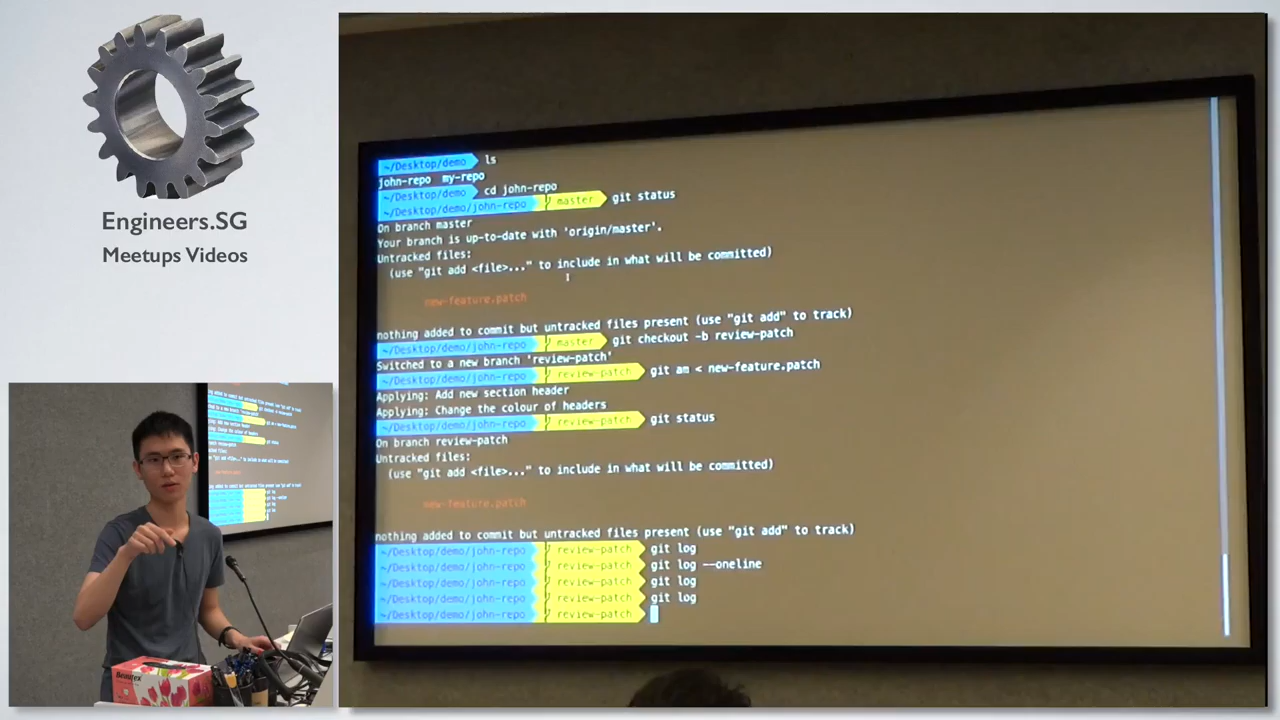 Engineers.SG
Meetups Videos
~/Desktop/demo ls
john-repo my-repo
~/Desktop/demo cd john-repo
~/Desktop/demo/john-repo master git status
On branch master
Your branch is up-to-date with 'origin/master'.
Untracked files:
(use "git add <file>..." to include in what will be committed)
new-feature.patch
nothing added to commit but untracked files present (use "git add" to track)
~/Desktop/demo/john-repo master git checkout -b review-patch
Switched to a new branch 'review-patch'
~/Desktop/demo/john-repo review-patch git am < new-feature.patch
Applying: Add new section header
Applying: Change the colour of headers
~/Desktop/demo/john-repo review-patch git status
On branch review-patch
Untracked files:
(use "git add <file>..." to include in what will be committed)
new-feature.patch
nothing added to commit but untracked files present (use "git add" to track)
~/Desktop/demo/john-repo review-patch git log
~/Desktop/demo/john-repo review-patch git log --oneline
~/Desktop/demo/john-repo review-patch git log
~/Desktop/demo/john-repo review-patch git log
~/Desktop/demo/john-repo review-patch
Beautex